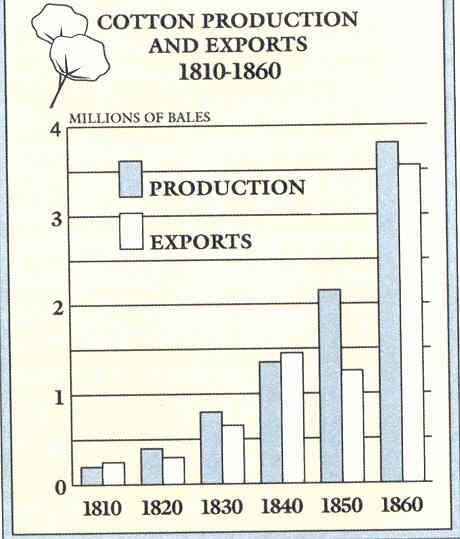 COTTON PRODUCTION
AND EXPORTS
1810-1860
MILLIONS OF BALES
4
PRODUCTION
3
EXPORTS
2
1
0
1810 1820 1830 1840 1850 1860